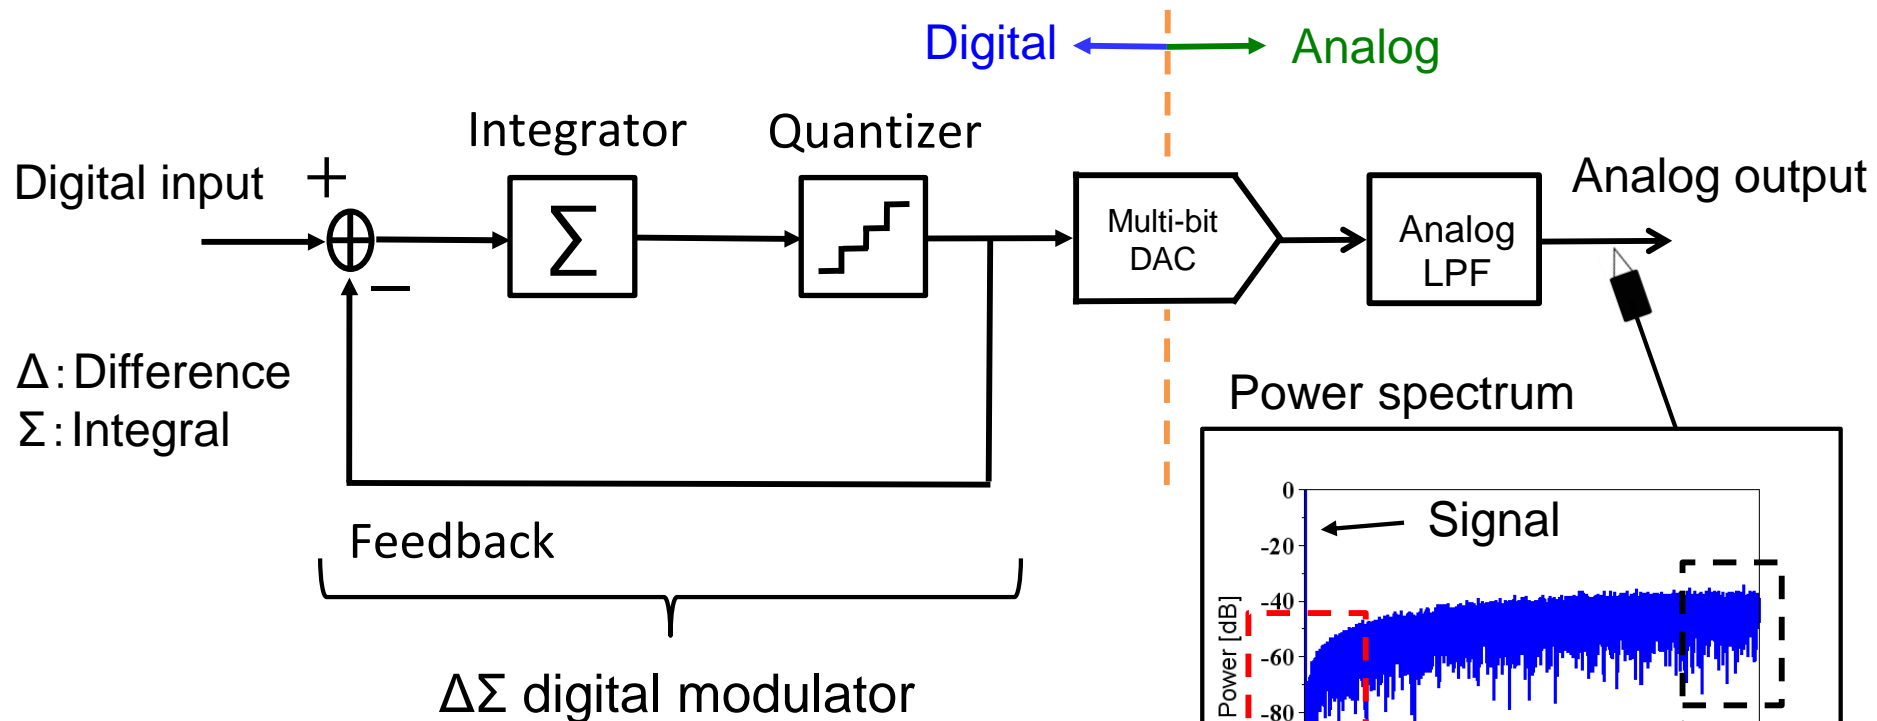 Digital
Analog
Integrator
Quantizer
Digital input
+
Σ
Multi-bit
DAC
Analog
LPF
Analog output
−
Δ：Difference
Σ：Integral
Feedback
ΔΣ digital modulator
Power spectrum
Signal
Power [dB]
0
-20
-40
-60
-80